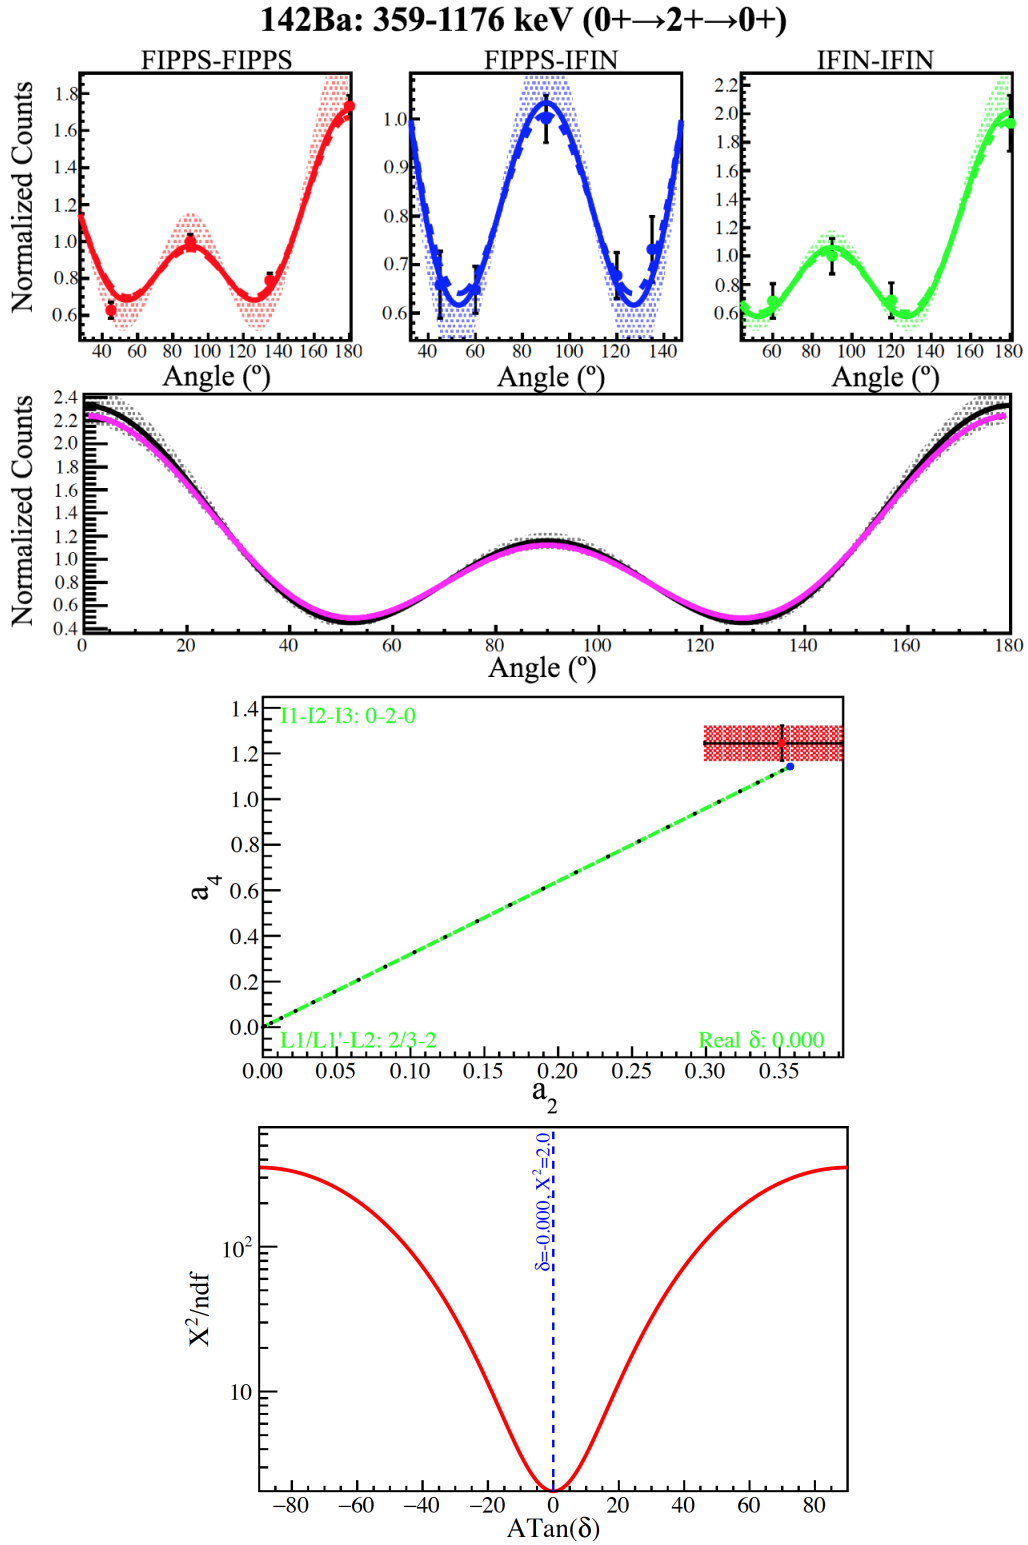 142Ba: 359-1176 keV (0+→2+→0+)
FIPPS-FIPPS
FIPPS-IFIN
IFIN-IFIN
Normalized Counts
1.8
1.6
1.4
1.2
1.0
0.8
0.6
40 60 80 100 120 140 160 180
Angle (º)
1.0
0.9
0.8
0.7
0.6
40 60 80 100 120 140
Angle (º)
2.2
2.0
1.8
1.6
1.4
1.2
1.0
0.8
0.6
60 80 100 120 140 160 180
Angle (º)
Normalized Counts
2.4
2.2
2.0
1.8
1.6
1.4
1.2
1.0
0.8
0.6
0.4
0 20 40 60 80 100 120 140 160 180
Angle (º)
I1-I2-I3: 0-2-0
a4
1.4
1.2
1.0
0.8
0.6
0.4
0.2
0.0
L1/L1'-L2: 2/3-2
Real δ: 0.000
0.00 0.05 0.10 0.15 0.20 0.25 0.30 0.35
a2
δ=-0.000, X²=2.0
X²/ndf
10²
10
−80 −60 −40 −20 0 20 40 60 80
ATan(δ)